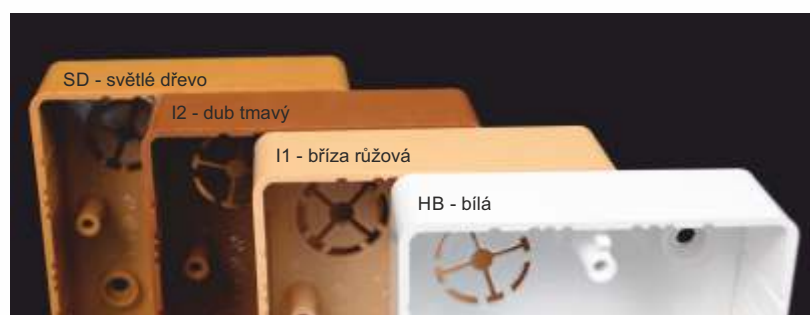 SD - světlé dřevo
I2 - dub tmavý
I1 - bříza růžová
HB - bílá